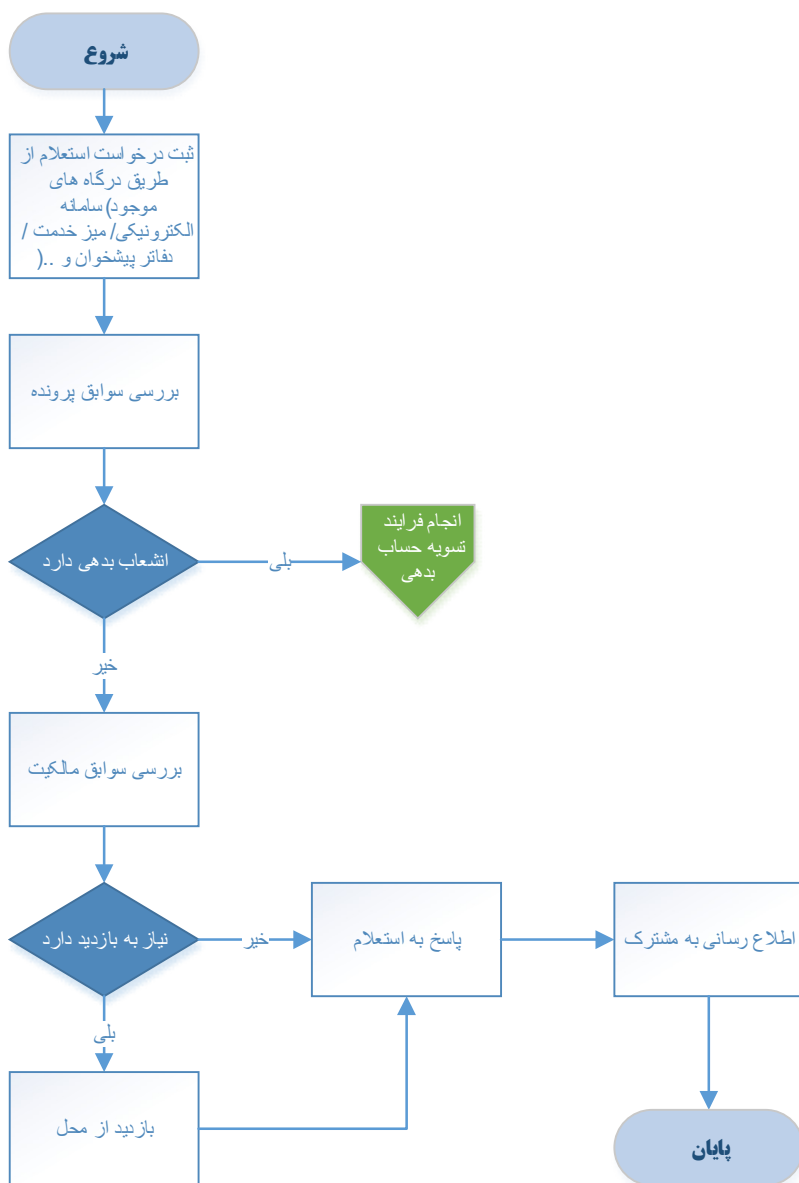 شروع
ثبت درخواست استعلام از
طریق درگاه های
موجود)سامانه
الکترونیکی/ میز خدمت /
دفاتر پیشخوان و ..(
بررسی سوابق پرونده
انشعاب بدهی دارد
بلی
انجام فرایند
تسویه حساب
بدهی
خیر
بررسی سوابق مالکیت
نیاز به بازدید دارد
خیر
پاسخ به استعلام
اطلاع رسانی به مشترک
بلی
بازدید از محل
پایان